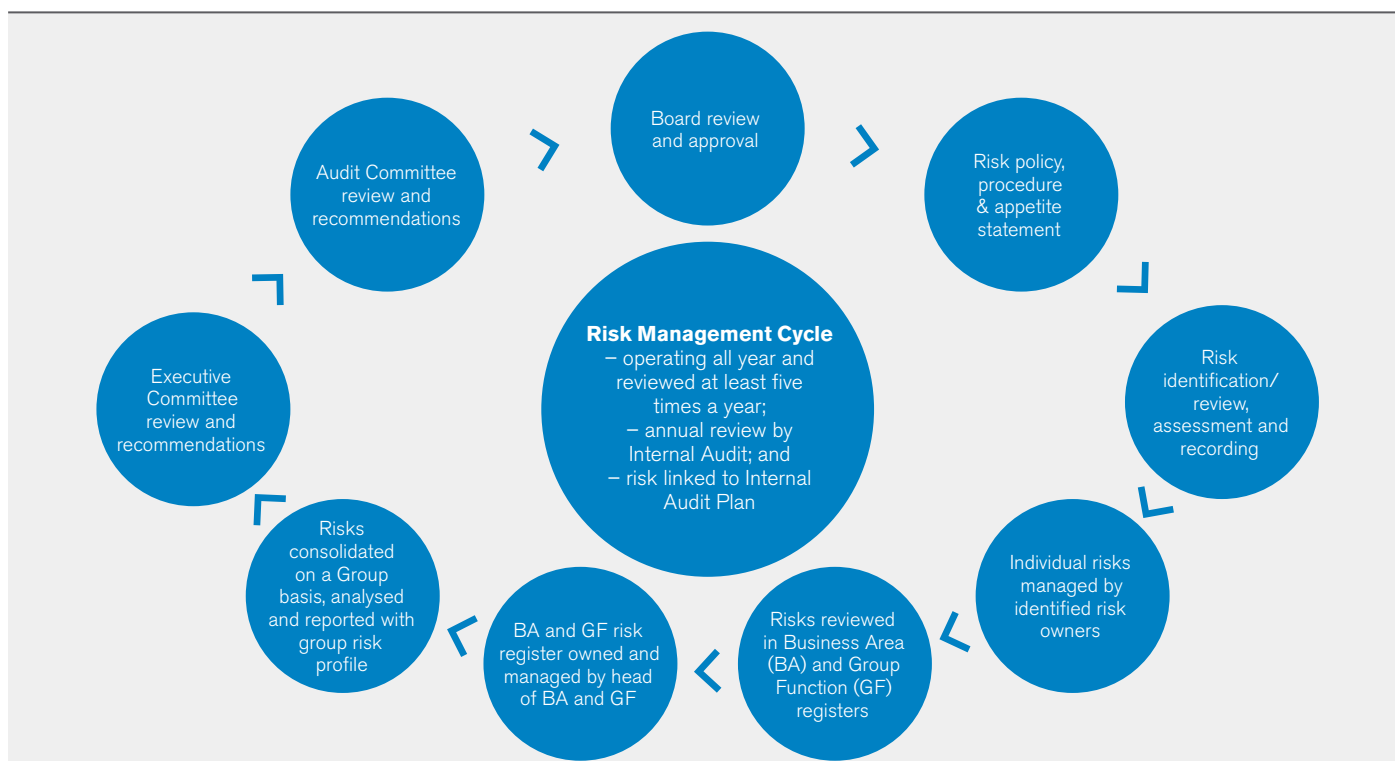 Board review
and approval
Risk policy,
procedure
& appetite
statement
Risk
identification/
review,
assessment and
recording
Individual risks
managed by
identified risk
owners
Risks reviewed
in Business Area
(BA) and Group
Function (GF)
registers
BA and GF risk
register owned and
managed by head
of BA and GF
Risks
consolidated
on a Group
basis, analysed
and reported with
group risk
profile
Executive
Committee
review and
recommendations
Audit Committee
review and
recommendations
Risk Management Cycle
– operating all year and
reviewed at least five
times a year;
– annual review by
Internal Audit; and
– risk linked to Internal
Audit Plan